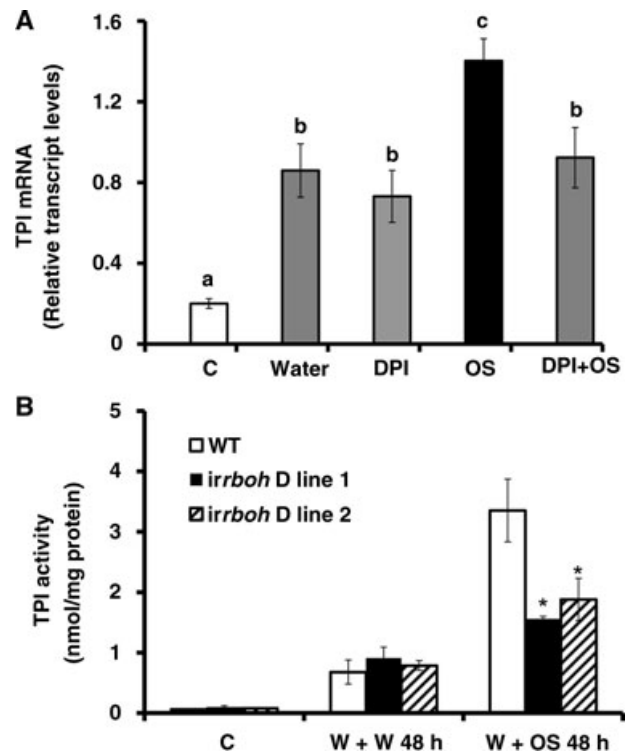 A
TPI mRNA
(Relative transcript levels)
1.6
1.2
0.8
0.4
0
a
b
b
c
b
C
Water
DPI
OS
DPI+OS
B
TPI activity
(nmol/mg protein)
5
4
3
2
1
0
WT
irrboh D line 1
irrboh D line 2
*
*
C
W + W 48 h
W + OS 48 h